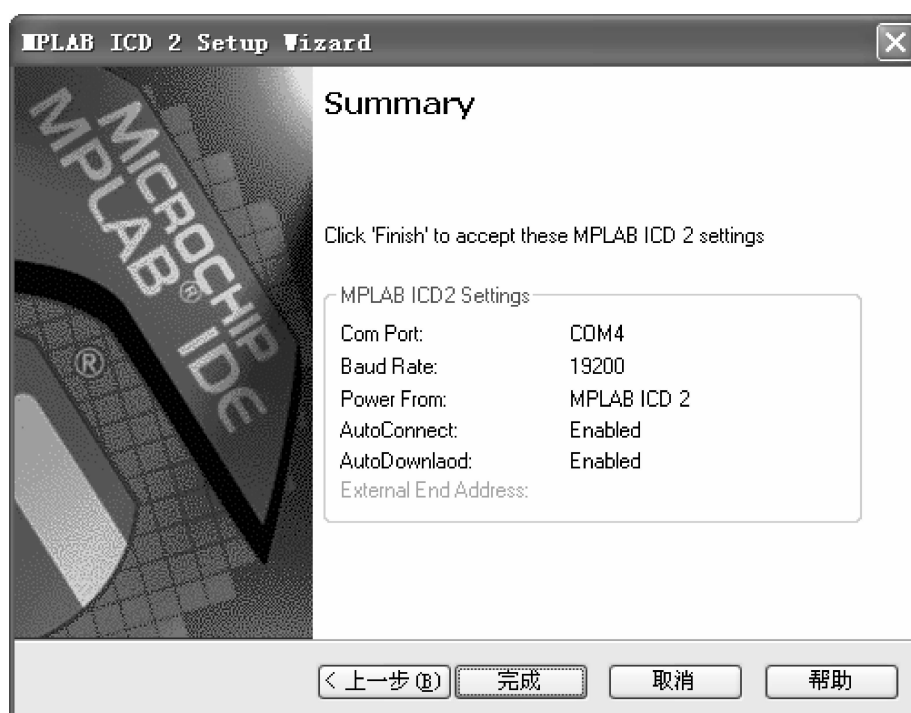 MPLAB ICD 2 Setup Wizard
MICROCHIP
MPLAB® IDE
®
Summary
Click 'Finish' to accept these MPLAB ICD 2 settings
MPLAB ICD2 Settings
Com Port: COM4
Baud Rate: 19200
Power From: MPLAB ICD 2
AutoConnect: Enabled
AutoDownlaod: Enabled
External End Address:
< 上一步(B) 完成 取消 帮助